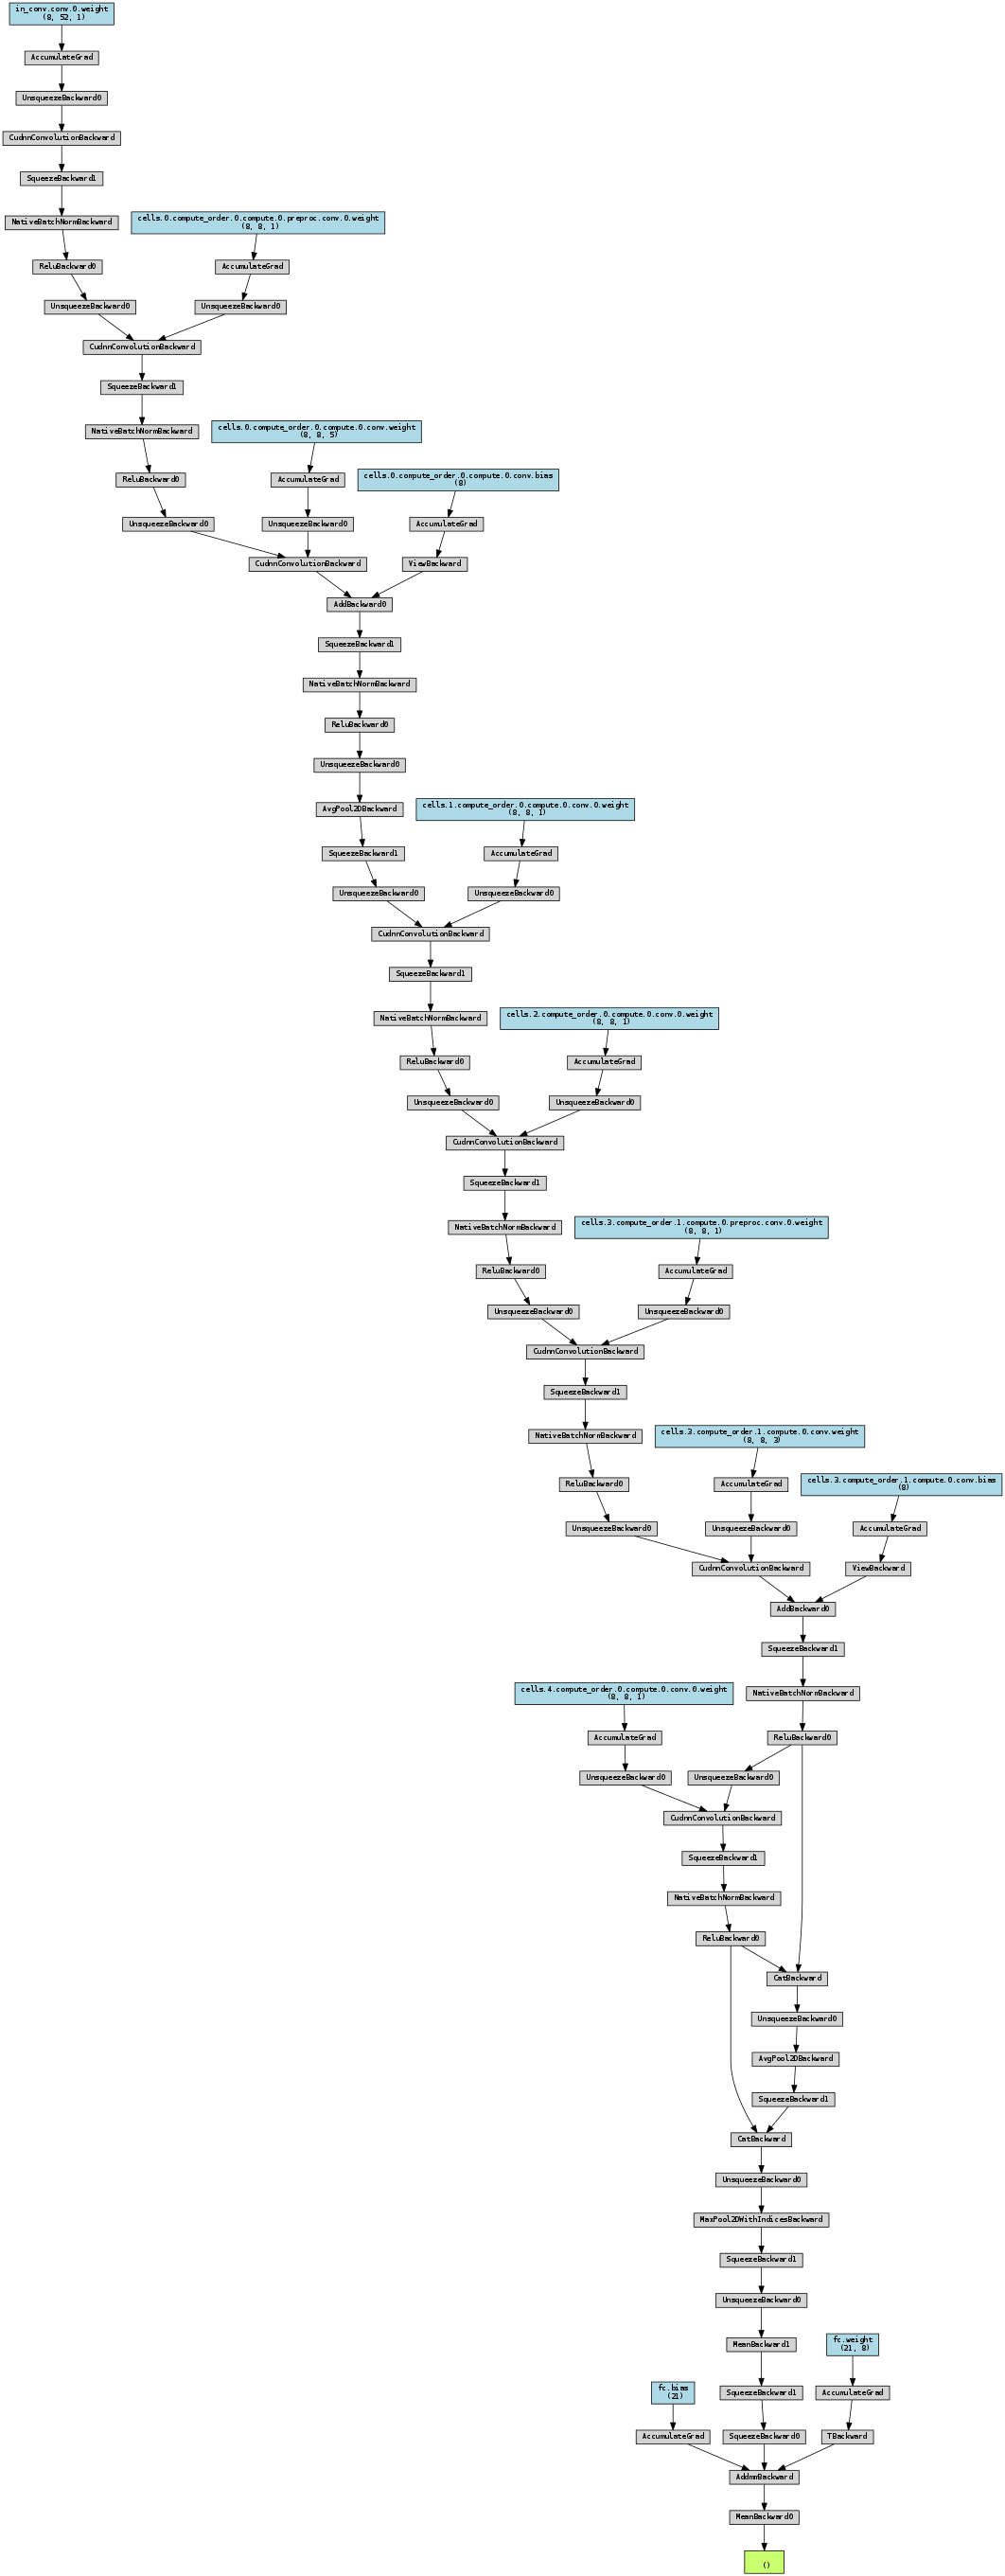 in_conv.conv.0.weight
(8, 52, 1)
AccumulateGrad
UnsqueezeBackward0
CudnnConvolutionBackward
SqueezeBackward1
NativeBatchNormBackward
cells.0.compute_order.0.compute.0.preproc.conv.0.weight
(8, 8, 1)
ReluBackward0
AccumulateGrad
UnsqueezeBackward0
UnsqueezeBackward0
CudnnConvolutionBackward
SqueezeBackward1
NativeBatchNormBackward
cells.0.compute_order.0.compute.0.conv.weight
(8, 8, 5)
ReluBackward0
AccumulateGrad
cells.0.compute_order.0.compute.0.conv.bias
(8)
UnsqueezeBackward0
UnsqueezeBackward0
AccumulateGrad
CudnnConvolutionBackward
ViewBackward
AddBackward0
SqueezeBackward1
NativeBatchNormBackward
ReluBackward0
UnsqueezeBackward0
AvgPool2DBackward
cells.1.compute_order.0.compute.0.conv.0.weight
(8, 8, 1)
SqueezeBackward1
AccumulateGrad
UnsqueezeBackward0
UnsqueezeBackward0
CudnnConvolutionBackward
SqueezeBackward1
NativeBatchNormBackward
cells.2.compute_order.0.compute.0.conv.0.weight
(8, 8, 1)
ReluBackward0
AccumulateGrad
UnsqueezeBackward0
UnsqueezeBackward0
CudnnConvolutionBackward
SqueezeBackward1
NativeBatchNormBackward
cells.3.compute_order.1.compute.0.preproc.conv.0.weight
(8, 8, 1)
ReluBackward0
AccumulateGrad
UnsqueezeBackward0
UnsqueezeBackward0
CudnnConvolutionBackward
SqueezeBackward1
NativeBatchNormBackward
cells.3.compute_order.1.compute.0.conv.weight
(8, 8, 3)
ReluBackward0
AccumulateGrad
cells.3.compute_order.1.compute.0.conv.bias
(8)
UnsqueezeBackward0
UnsqueezeBackward0
AccumulateGrad
CudnnConvolutionBackward
ViewBackward
AddBackward0
SqueezeBackward1
cells.4.compute_order.0.compute.0.conv.0.weight
(8, 8, 1)
NativeBatchNormBackward
AccumulateGrad
ReluBackward0
UnsqueezeBackward0
UnsqueezeBackward0
CudnnConvolutionBackward
SqueezeBackward1
NativeBatchNormBackward
ReluBackward0
CatBackward
UnsqueezeBackward0
AvgPool2DBackward
SqueezeBackward1
CatBackward
UnsqueezeBackward0
MaxPool2DWithIndicesBackward
SqueezeBackward1
UnsqueezeBackward0
MeanBackward1
fc.weight
(21, 8)
fc.bias
(21)
SqueezeBackward1
AccumulateGrad
AccumulateGrad
SqueezeBackward0
TBackward
AddmmBackward
MeanBackward0
()